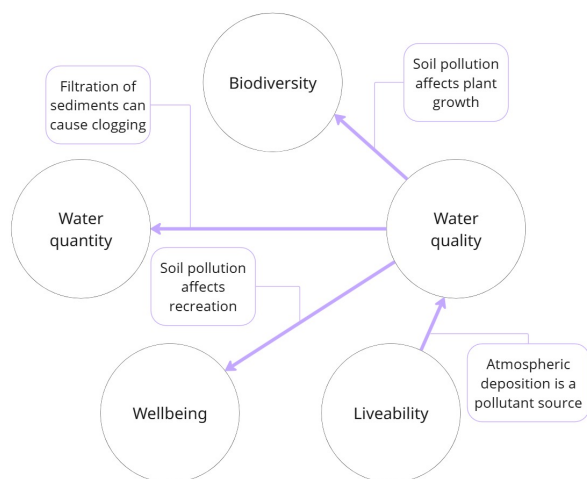 Biodiversity
Soil pollution
affects plant
growth
Filtration of
sediments can
cause clogging
Water
quantity
Water
quality
Soil pollution
affects
recreation
Wellbeing
Liveability
Atmospheric
deposition is a
pollutant source